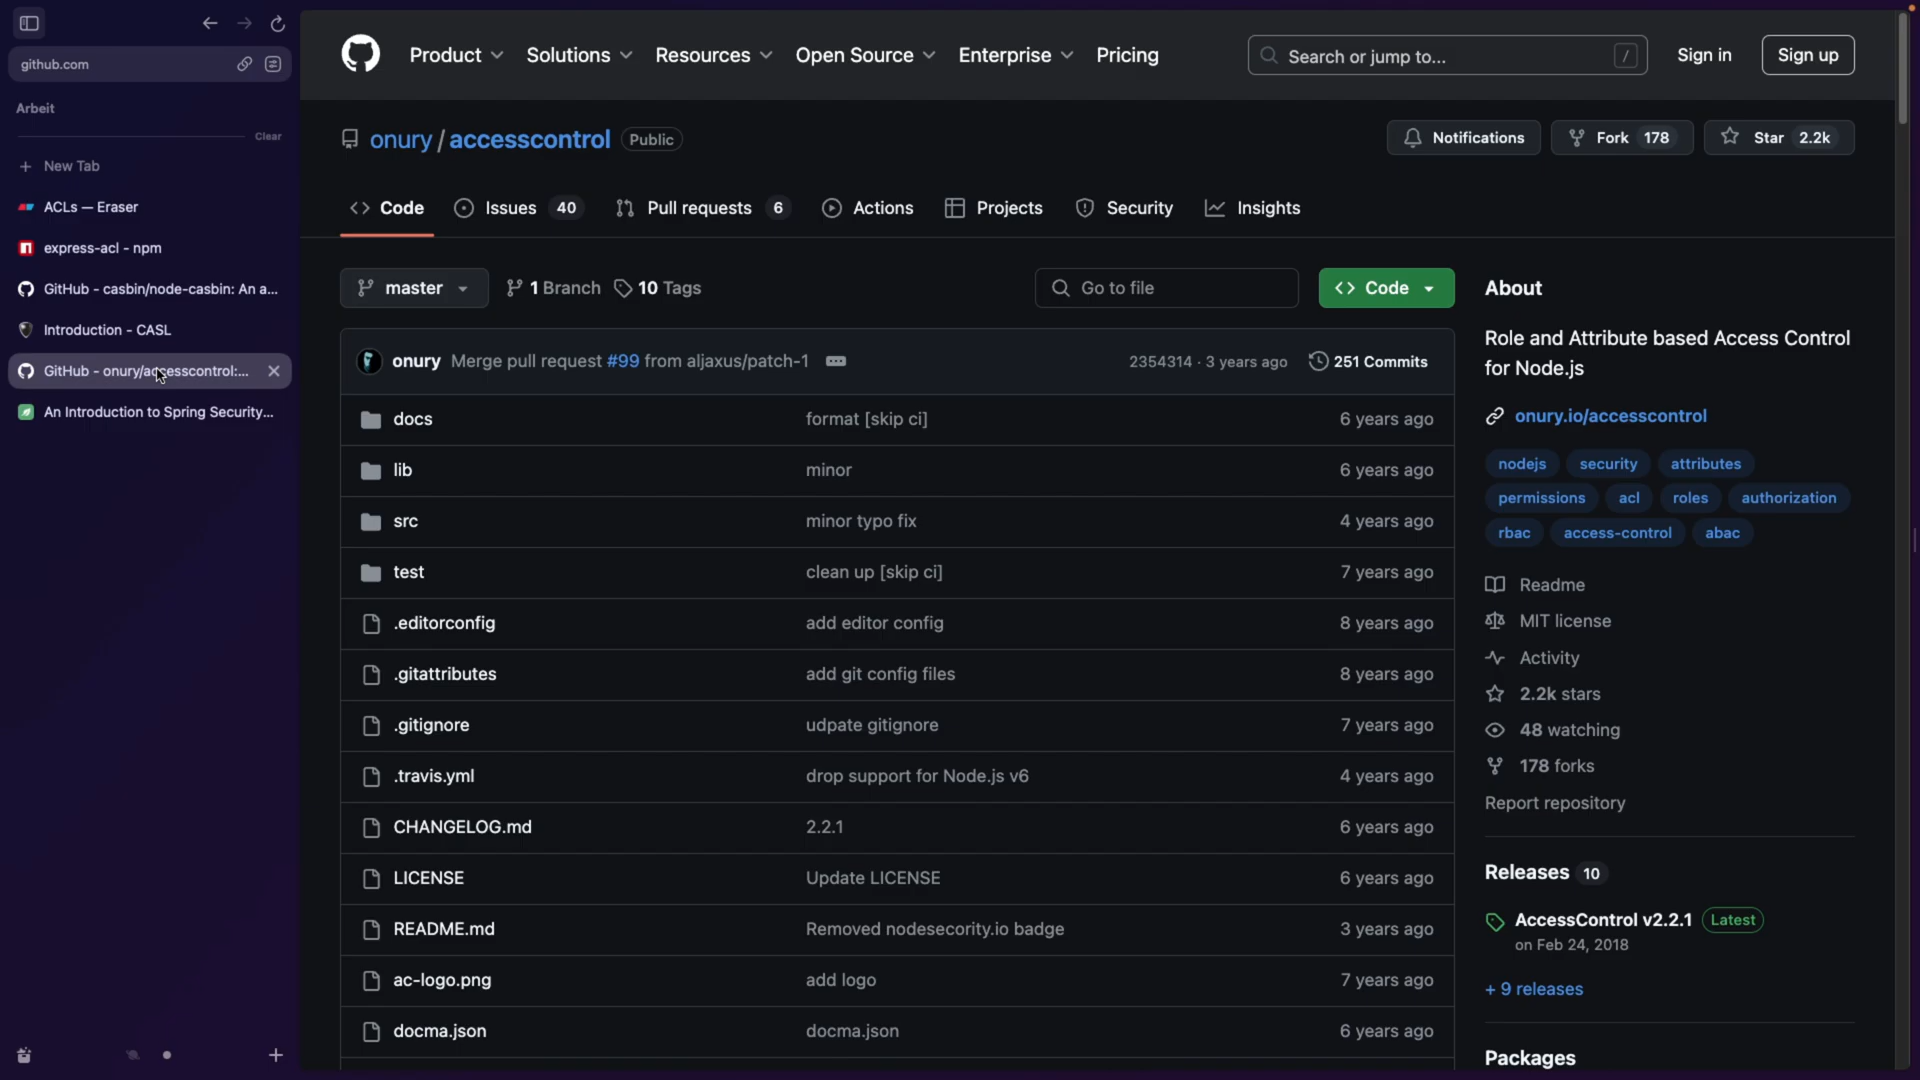 github.com
Arbeit
Clear
New Tab
ACLs — Eraser
express-acl - npm
GitHub - casbin/node-casbin: An a...
Introduction - CASL
GitHub - onury/accesscontrol:...
An Introduction to Spring Security...
Product Solutions Resources Open Source Enterprise Pricing Search or jump to... / Sign in Sign up
onury / accesscontrol Public Notifications Fork 178 Star 2.2k
Code Issues 40 Pull requests 6 Actions Projects Security Insights
master 1 Branch 10 Tags Go to file Code
onury Merge pull request #99 from aljaxus/patch-1 2354314 · 3 years ago 251 Commits
docs format [skip ci] 6 years ago
lib minor 6 years ago
src minor typo fix 4 years ago
test clean up [skip ci] 7 years ago
.editorconfig add editor config 8 years ago
.gitattributes add git config files 8 years ago
.gitignore udpate gitignore 7 years ago
.travis.yml drop support for Node.js v6 4 years ago
CHANGELOG.md 2.2.1 6 years ago
LICENSE Update LICENSE 6 years ago
README.md Removed nodesecority.io badge 3 years ago
ac-logo.png add logo 7 years ago
docma.json docma.json 6 years ago
About
Role and Attribute based Access Control
for Node.js
onury.io/accesscontrol
nodejs security attributes
permissions acl roles authorization
rbac access-control abac
Readme
MIT license
Activity
2.2k stars
48 watching
178 forks
Report repository
Releases 10
AccessControl v2.2.1 Latest
on Feb 24, 2018
+ 9 releases
Packages